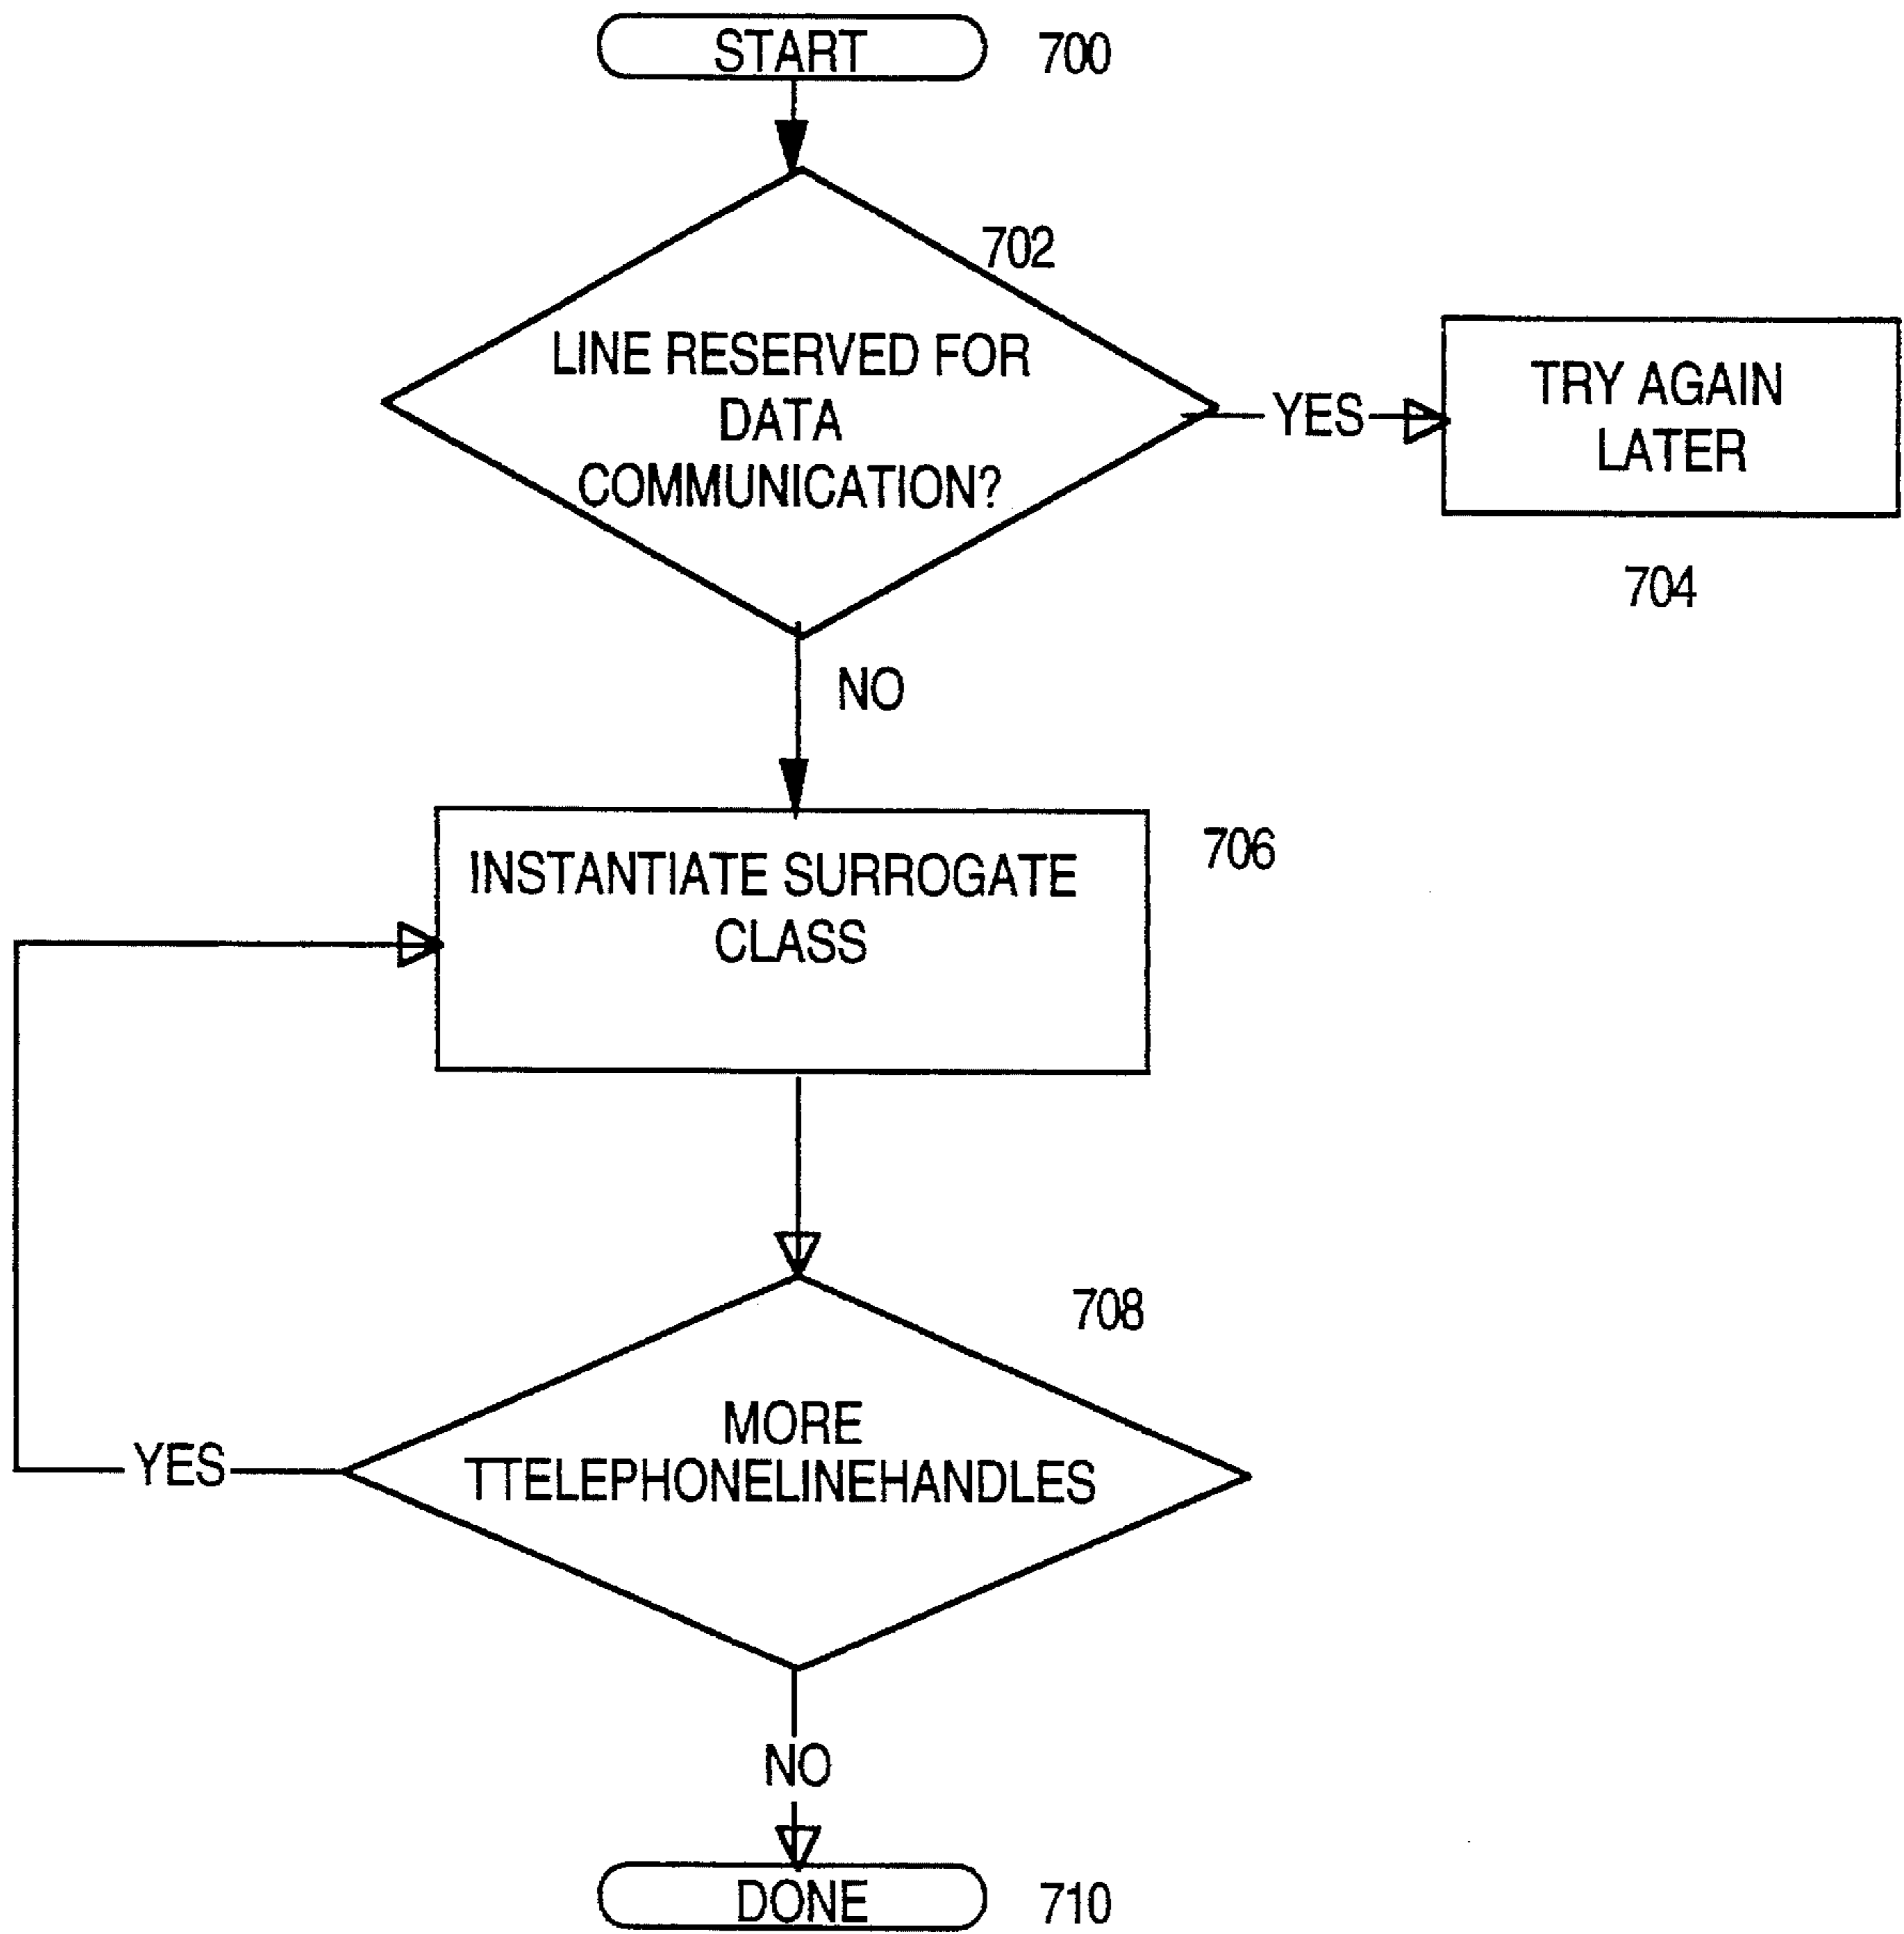 START
700
702
LINE RESERVED FOR
DATA
COMMUNICATION?
YES
TRY AGAIN
LATER
704
NO
INSTANTIATE SURROGATE
CLASS
706
708
MORE
TTELEPHONELINEHANDLES
YES
NO
DONE
710